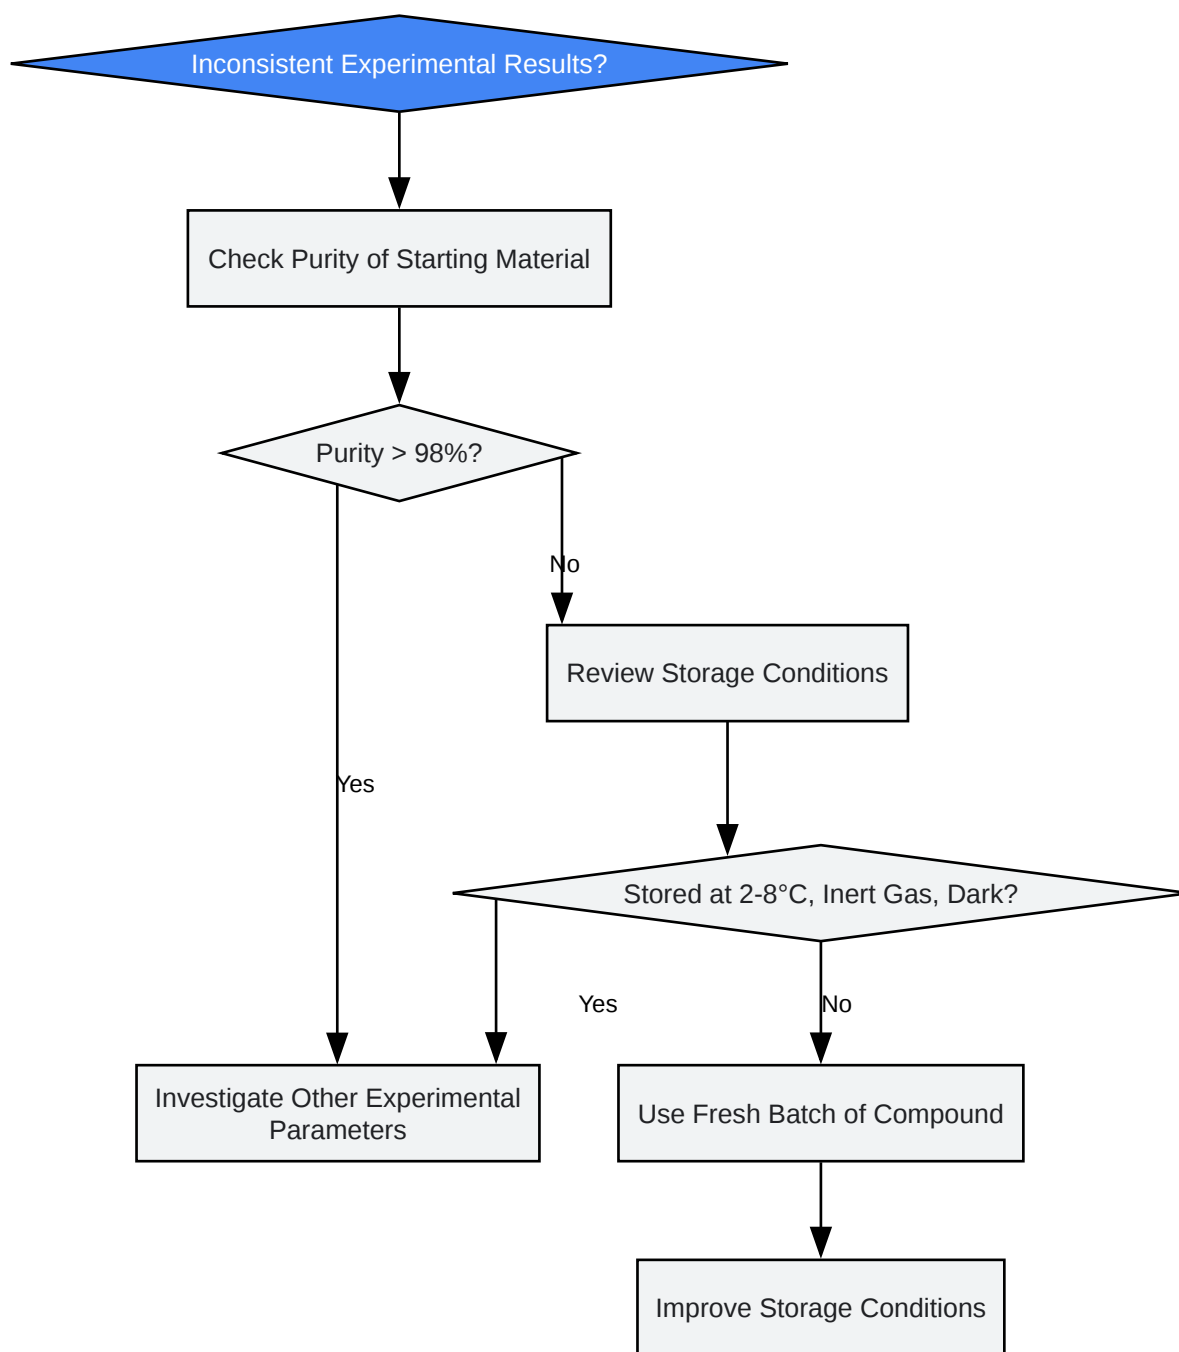 Inconsistent Experimental Results?
Check Purity of Starting Material
Purity > 98%?
No
Review Storage Conditions
Yes
Stored at 2-8°C, Inert Gas, Dark?
Yes
No
Investigate Other Experimental
Parameters
Use Fresh Batch of Compound
Improve Storage Conditions